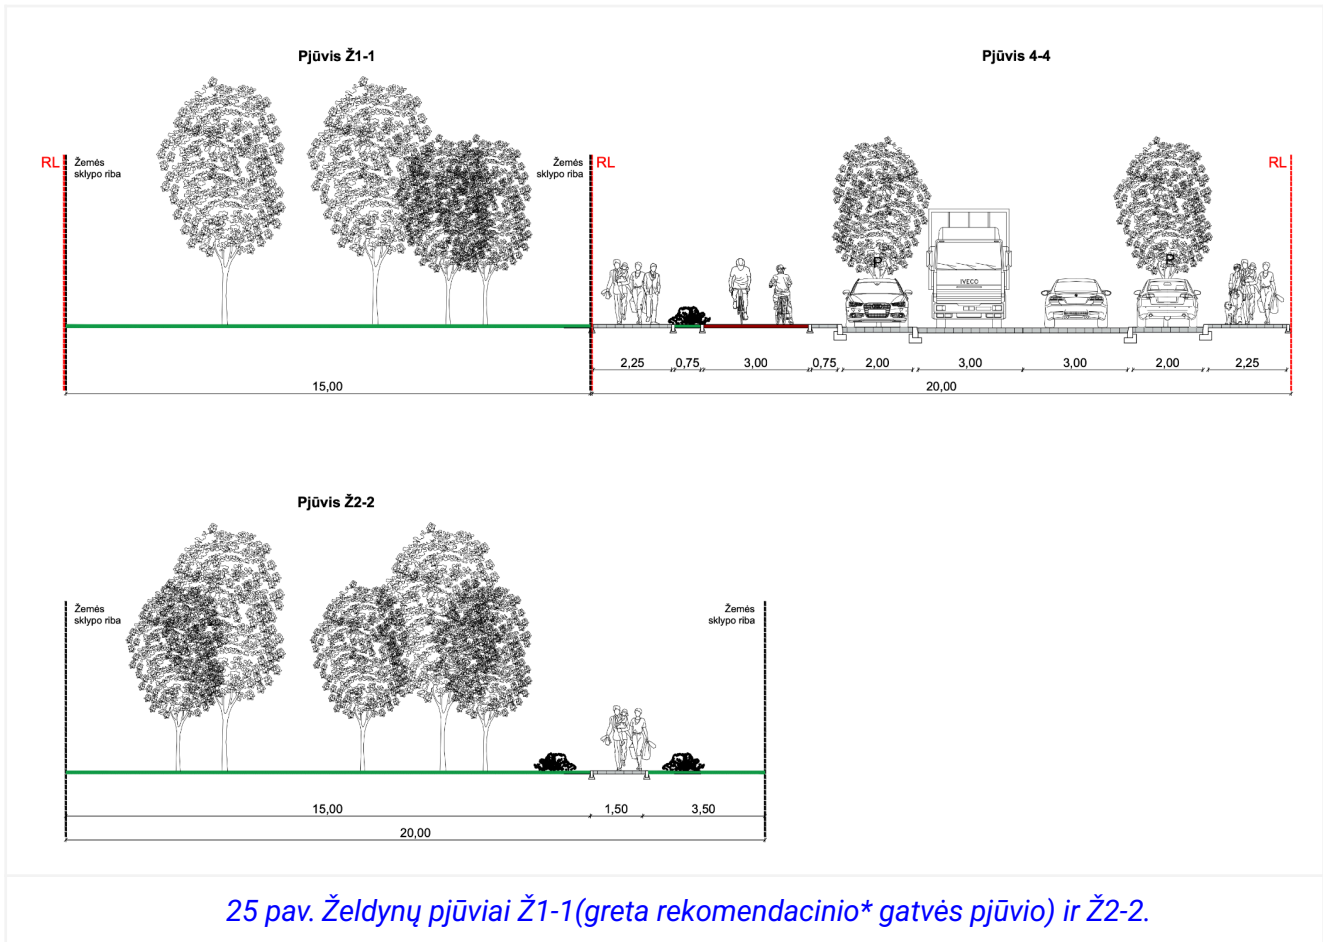 Pjūvis Ž1-1
Pjūvis 4-4
RL
Žemės
sklypo riba
Žemės
sklypo riba
RL
RL
P
P
IVECO
2,25
0,75
3,00
0,75
2,00
3,00
3,00
2,00
2,25
15,00
20,00
Pjūvis Ž2-2
Žemės
sklypo riba
Žemės
sklypo riba
15,00
1,50
3,50
20,00
25 pav. Želdynų pjūviai Ž1-1(greta rekomendacinio* gatvės pjūvio) ir Ž2-2.